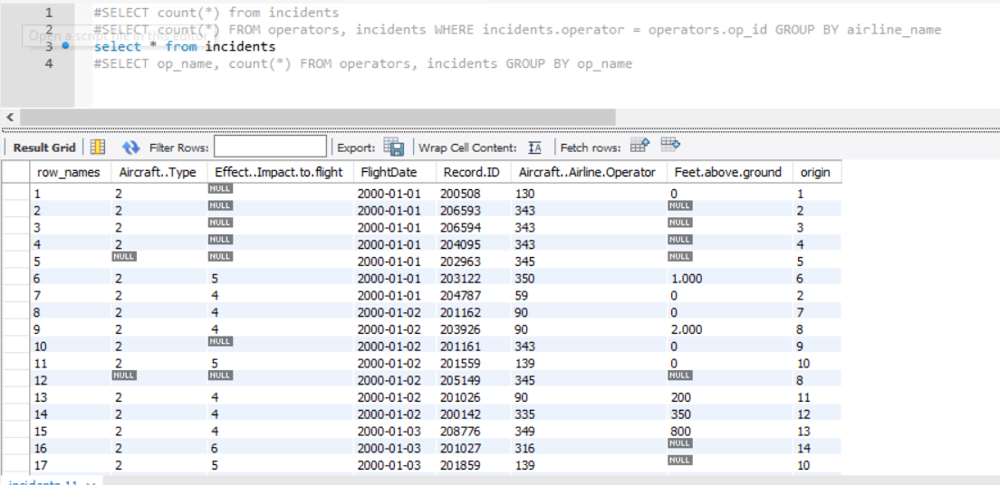 1 #SELECT count(*) from incidents
2 #SELECT count(*) FROM operators, incidents WHERE incidents.operator = operators.op_id GROUP BY airline_name
Open a script file in this editor
3 select * from incidents
4 #SELECT op_name, count(*) FROM operators, incidents GROUP BY op_name
Result Grid Filter Rows: Export: Wrap Cell Content: IA Fetch rows:
row_names Aircraft..Type Effect..Impact.to.flight FlightDate Record.ID Aircraft..Airline.Operator Feet.above.ground origin
1 2 NULL 2000-01-01 200508 130 0 1
2 2 NULL 2000-01-01 206593 343 NULL 2
3 2 NULL 2000-01-01 206594 343 NULL 3
4 2 NULL 2000-01-01 204095 343 NULL 4
5 NULL NULL 2000-01-01 202963 345 NULL 5
6 2 5 2000-01-01 203122 350 1.000 6
7 2 4 2000-01-01 204787 59 0 2
8 2 4 2000-01-02 201162 90 0 7
9 2 4 2000-01-02 203926 90 2.000 8
10 2 NULL 2000-01-02 201161 343 0 9
11 2 5 2000-01-02 201559 139 0 10
12 NULL NULL 2000-01-02 205149 345 NULL 8
13 2 4 2000-01-02 201026 90 200 11
14 2 4 2000-01-02 200142 335 350 12
15 2 4 2000-01-03 208776 349 800 13
16 2 6 2000-01-03 201027 316 NULL 14
17 2 5 2000-01-03 201859 139 NULL 10
incidents 11